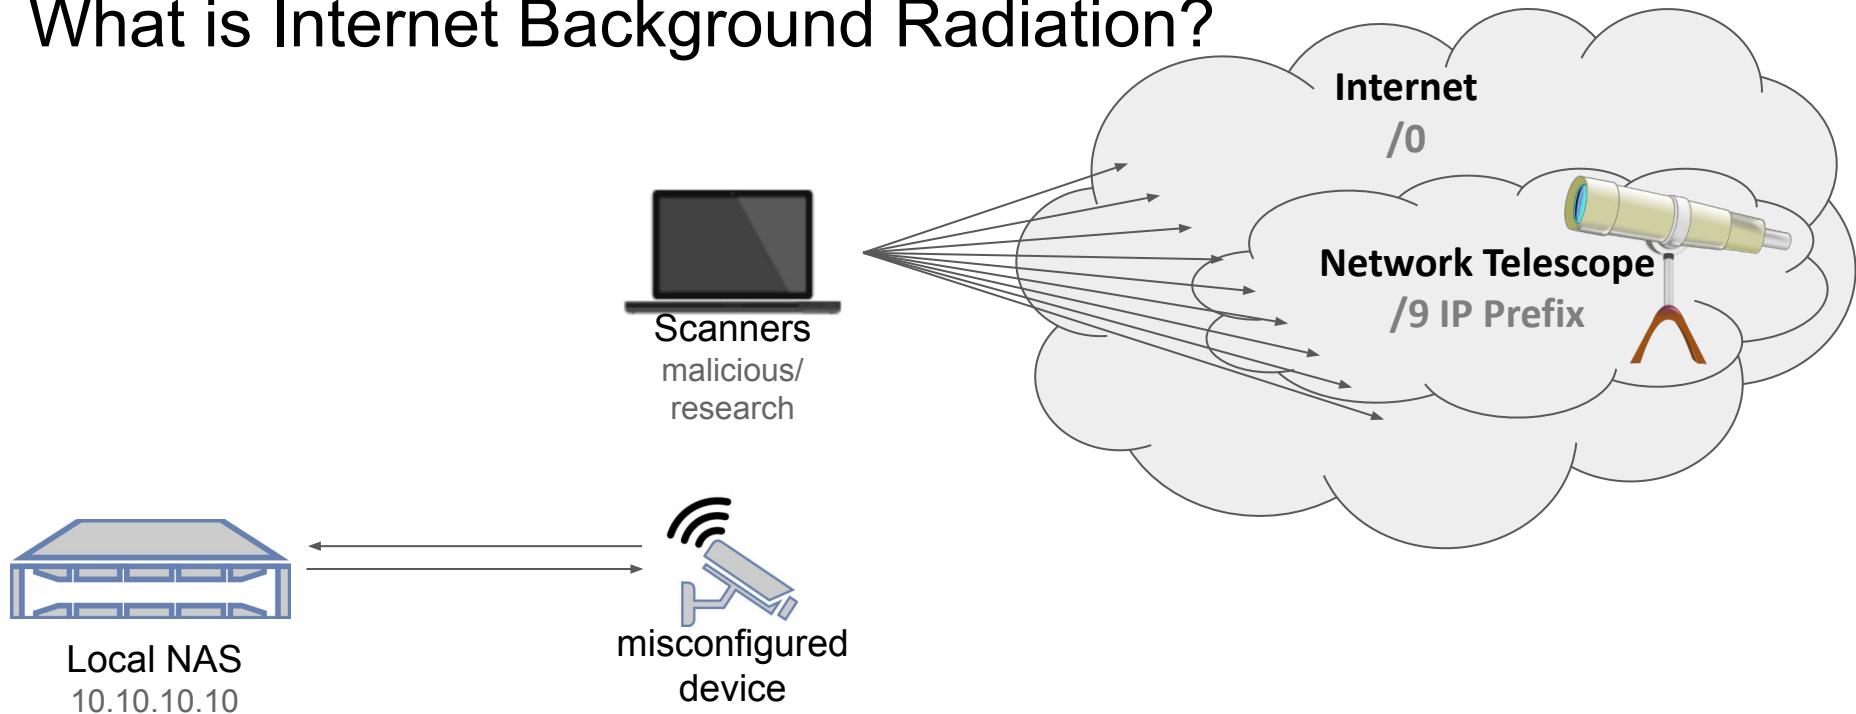 What is Internet Background Radiation?
Internet
/0
Network Telescope
/9 IP Prefix
Scanners
malicious/
research
misconfigured
device
Local NAS
10.10.10.10